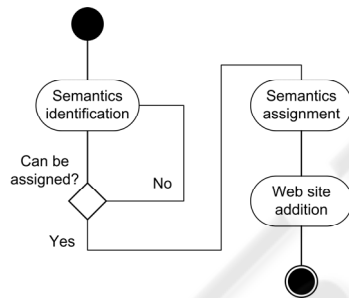 Semantics
identification
Can be
assigned?
No
Yes
Semantics
assignment
Web site
addition